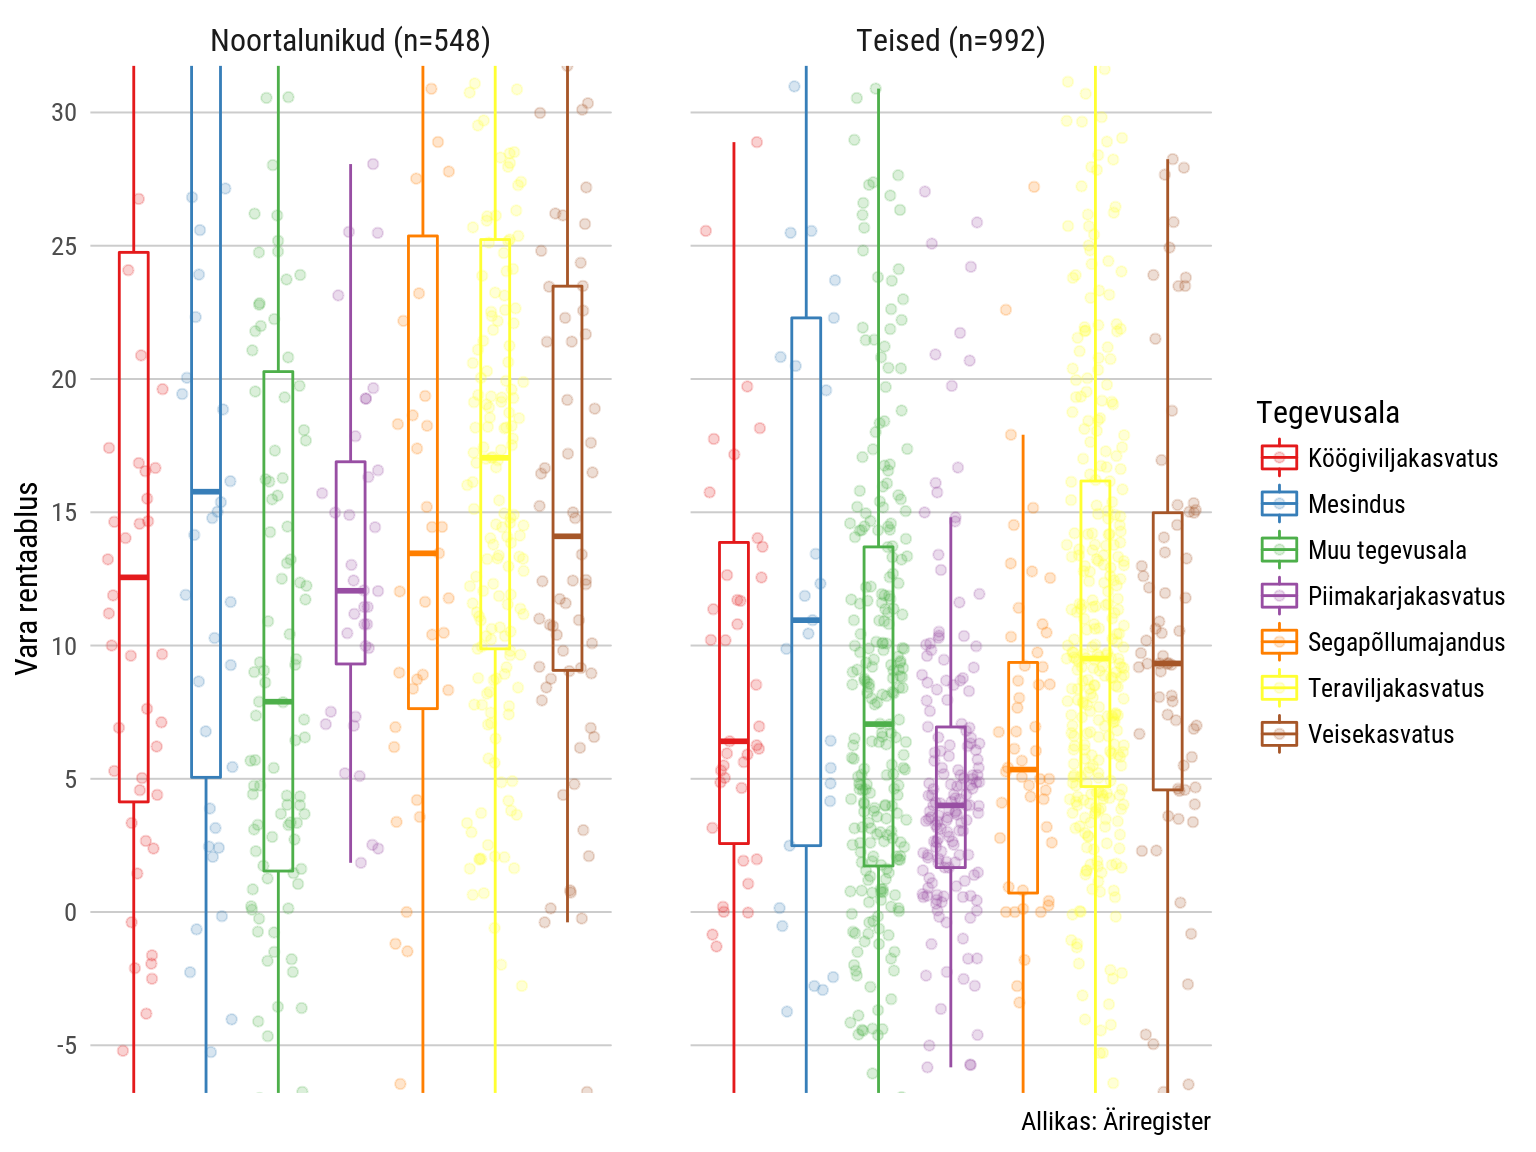 Noortalunikud (n=548)
Teised (n=992)
Vara rentaablus
30
25
20
15
10
5
0
-5
Tegevusala
Köögiviljakasvatus
Mesindus
Muu tegevusala
Piimakarjakasvatus
Segapõllumajandus
Teraviljakasvatus
Veisekasvatus
Allikas: Äriregister